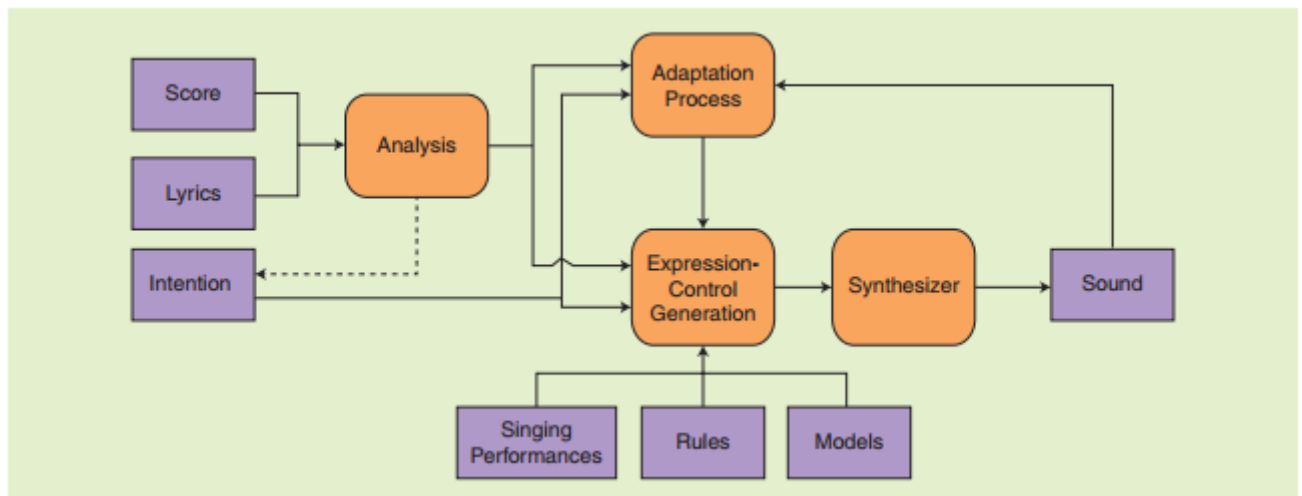 Score
Lyrics
Intention
Analysis
Adaptation
Process
Expression-
Control
Generation
Synthesizer
Sound
Singing
Performances
Rules
Models